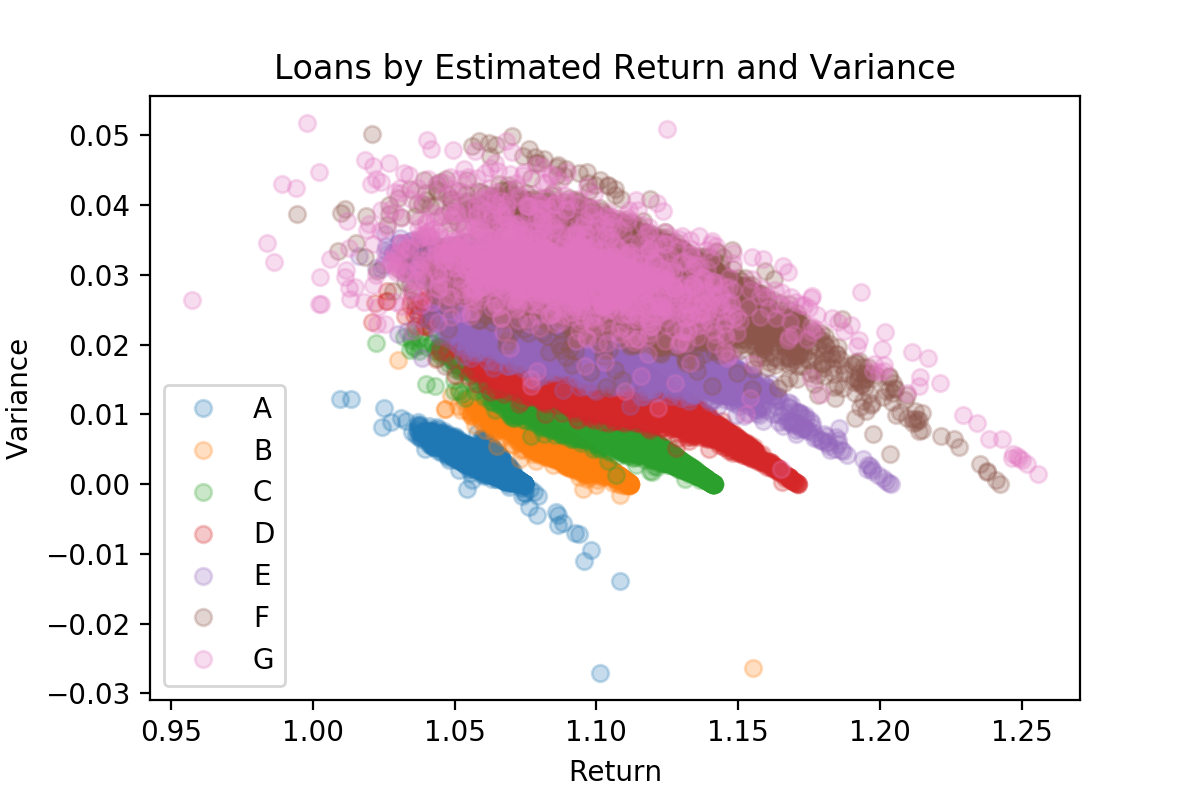 Loans by Estimated Return and Variance
Variance
0.05
0.04
0.03
0.02
0.01
0.00
−0.01
−0.02
−0.03
A
B
C
D
E
F
G
0.95 1.00 1.05 1.10 1.15 1.20 1.25
Return